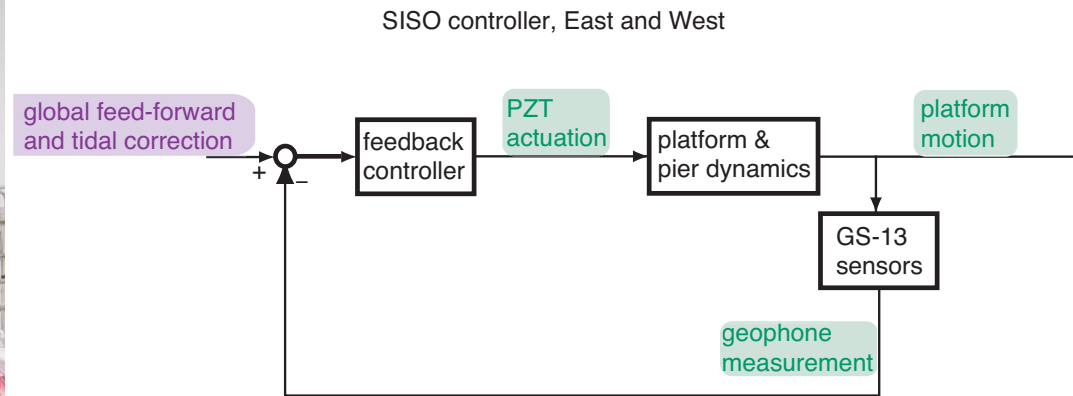 SISO controller, East and West
global feed-forward
and tidal correction
+
−
feedback
controller
PZT
actuation
platform &
pier dynamics
platform
motion
GS-13
sensors
geophone
measurement